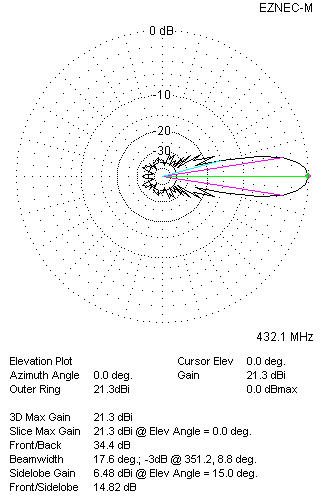 EZNEC-M
0 dB
-10
-20
-30
432.1 MHz
Elevation Plot Cursor Elev 0.0 deg.
Azimuth Angle 0.0 deg. Gain 21.3 dBi
Outer Ring 21.3dBi 0.0 dBmax
3D Max Gain 21.3 dBi
Slice Max Gain 21.3 dBi @ Elev Angle = 0.0 deg.
Front/Back 34.4 dB
Beamwidth 17.6 deg.; -3dB @ 351.2, 8.8 deg.
Sidelobe Gain 6.48 dBi @ Elev Angle = 15.0 deg.
Front/Sidelobe 14.82 dB